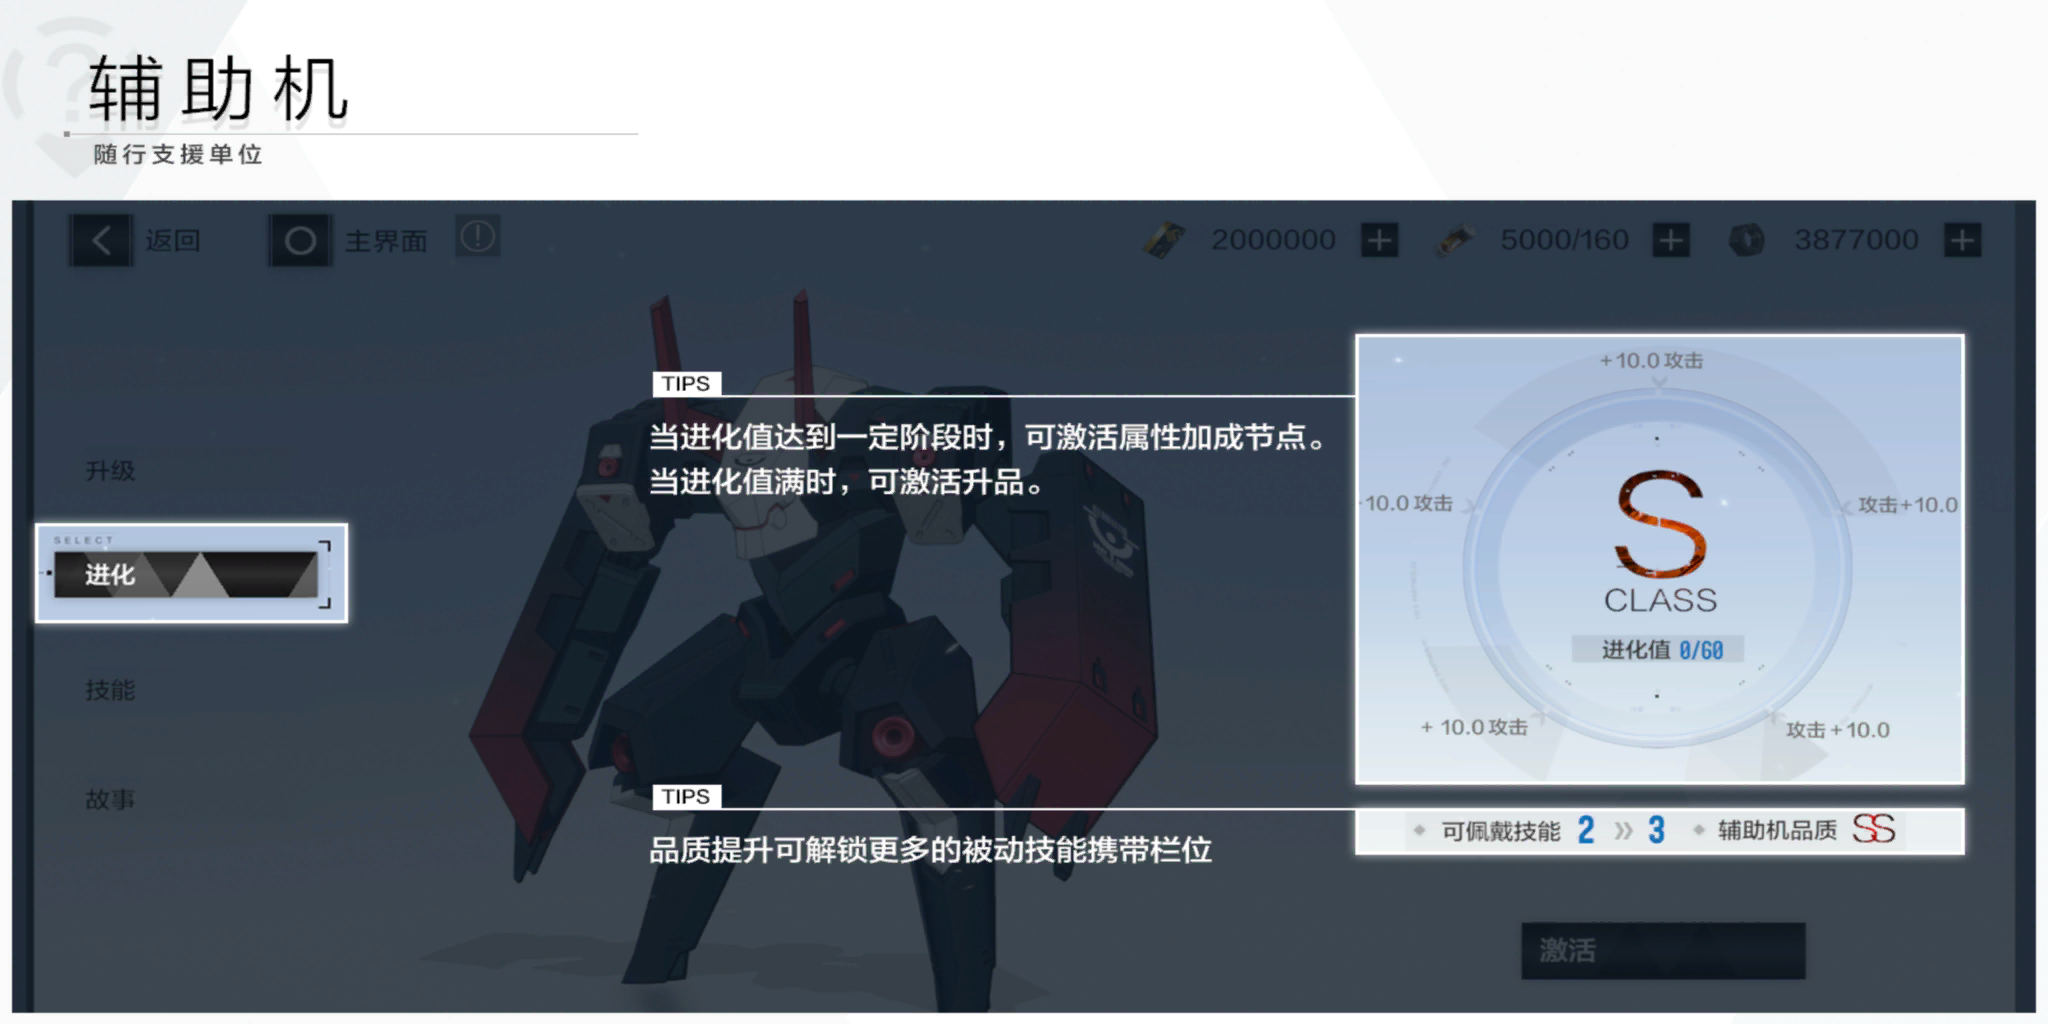 辅助机
随行支援单位
返回
主界面
2000000
5000/160
3877000
+10.0攻击
TIPS
当进化值达到一定阶段时，可激活属性加成节点。
当进化值满时，可激活升品。
升级
10.0攻击
攻击+10.0
S
CLASS
SELECT
进化
进化值 0/60
技能
+ 10.0攻击
攻击+10.0
故事
TIPS
品质提升可解锁更多的被动技能携带栏位
可佩戴技能 2 » 3 辅助机品质 SS
激活